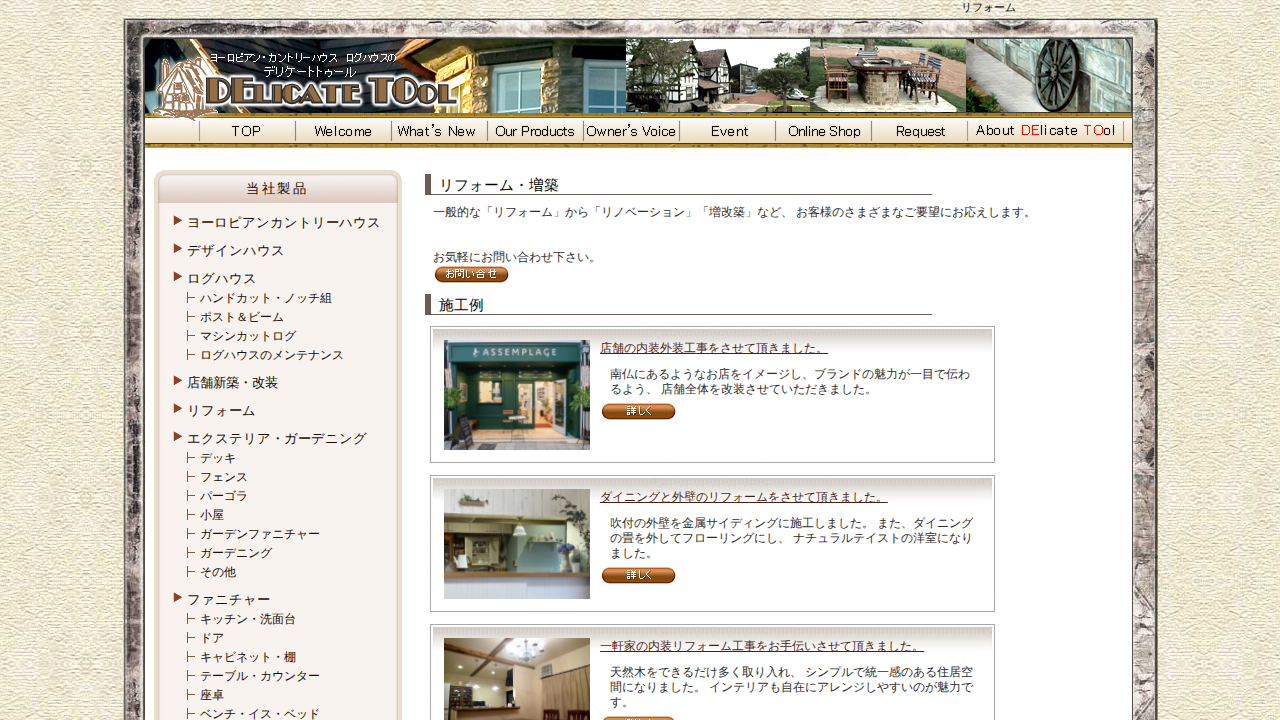 リフォーム
ヨーロピアン・カントリーハウス ログハウスの
デリケートトゥール
DElicate TOol
TOP Welcome What's New Our Products Owner's Voice Event Online Shop Request About DElicate TOol
当社製品
ヨーロピアンカントリーハウス
デザインハウス
ログハウス
├ ハンドカット・ノッチ組
├ ポスト＆ビーム
├ マシンカットログ
├ ログハウスのメンテナンス
店舗新築・改装
リフォーム
エクステリア・ガーデニング
├ デッキ
├ フェンス
├ パーゴラ
├ 小屋
├ ガーデンファニチャー
├ ガーデニング
├ その他
ファニチャー
├ キッチン・洗面台
├ ドア
├ キャビネット・棚
├ テーブル・カウンター
├ 座卓
├ ベンチ・イス・ベッド
リフォーム・増築
一般的な「リフォーム」から「リノベーション」「増改築」など、 お客様のさまざまなご要望にお応えします。
お気軽にお問い合わせ下さい。
お問い合せ
施工例
ASSEMPLAGE
店舗の内装外装工事をさせて頂きました。
南仏にあるようなお店をイメージし、ブランドの魅力が一目で伝わ
るよう、 店舗全体を改装させていただきました。
詳しく
ダイニングと外壁のリフォームをさせて頂きました。
吹付の外壁を金属サイディングに施工しました。 また、ダイニング
の畳を外してフローリングにし、 ナチュラルテイストの洋室になり
ました。
詳しく
一軒家の内装リフォーム工事をお手伝いさせて頂きました。
天然木をできるだけ多く取り入れ、 シンプルで統一感のある住居空
間になりました。 インテリアも自在にアレンジしやすいのが魅力で
す。